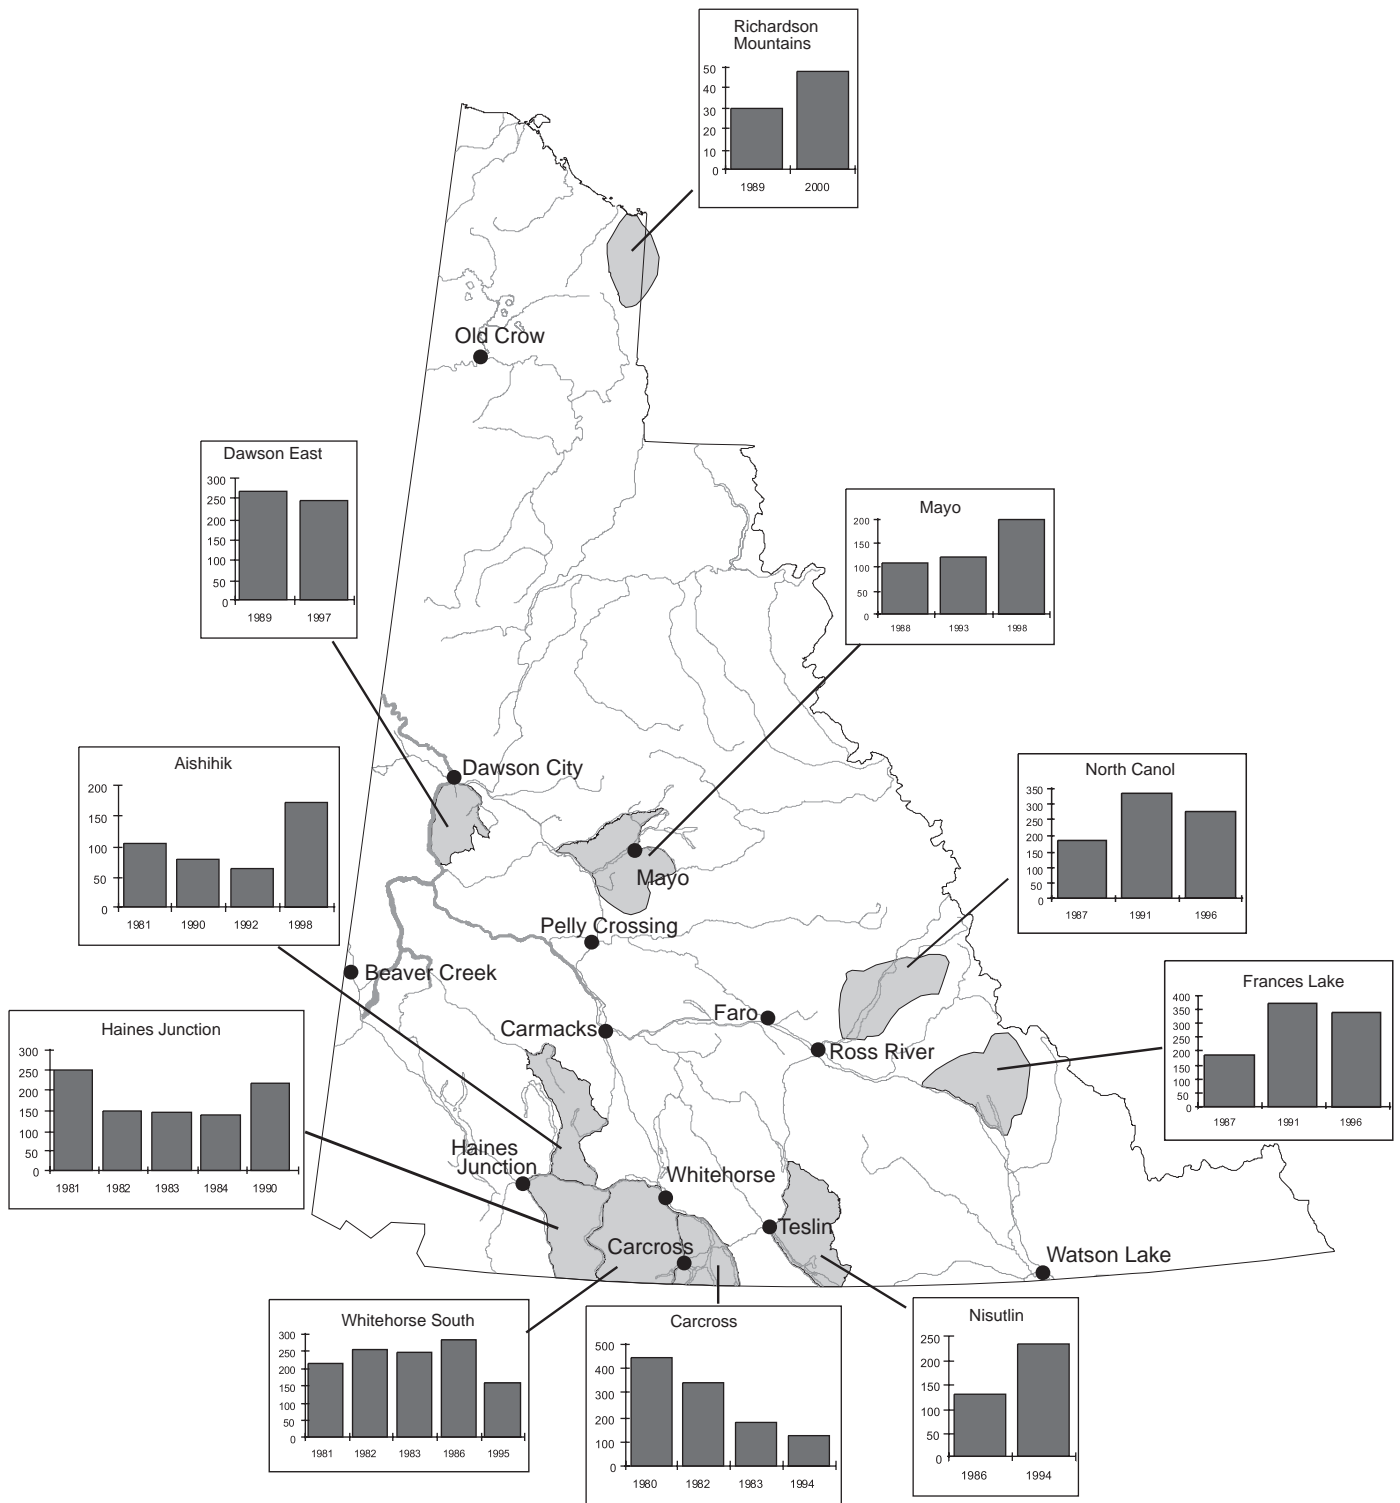 Richardson
Mountains
50
40
30
20
10
0
1989 2000
Old Crow
Dawson East
300
250
200
150
100
50
0
1989 1997
Mayo
200
150
100
50
0
1988 1993 1998
Aishihik
200
150
100
50
0
1981 1990 1992 1998
Dawson City
Mayo
North Canol
350
300
250
200
150
100
50
0
1987 1991 1996
Pelly Crossing
Beaver Creek
Frances Lake
400
350
300
250
200
150
100
50
0
1987 1991 1996
Faro
Carmacks
Ross River
Haines Junction
300
250
200
150
100
50
0
1981 1982 1983 1984 1990
Haines
Junction
Whitehorse
Teslin
Carcross
Watson Lake
Whitehorse South
300
250
200
150
100
50
0
1981 1982 1983 1986 1995
Carcross
500
400
300
200
100
0
1980 1982 1983 1994
Nisutlin
250
200
150
100
50
0
1986 1994